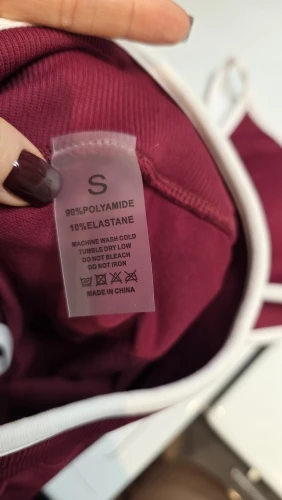 S
90%POLYAMIDE
10%ELASTANE
MACHINE WASH COLD
TUMBLE DRY LOW
DO NOT BLEACH
DO NOT IRON
MADE IN CHINA